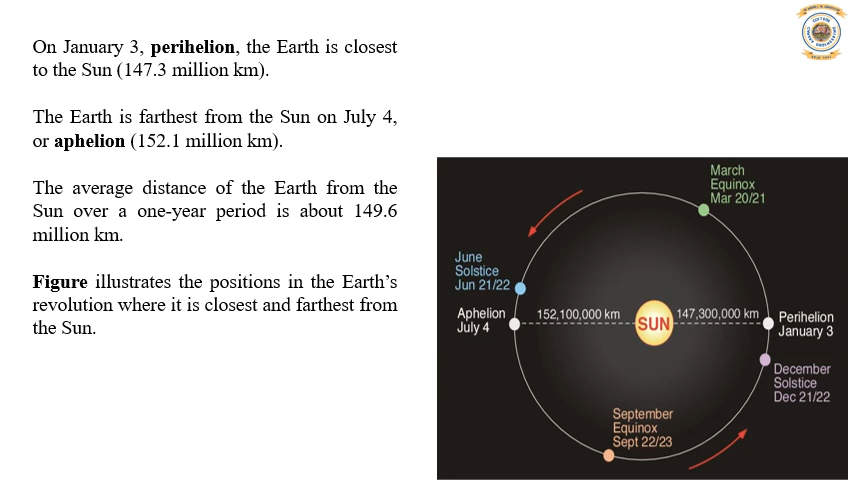 On January 3, perihelion, the Earth is closest
to the Sun (147.3 million km).
The Earth is farthest from the Sun on July 4,
or aphelion (152.1 million km).
The average distance of the Earth from the
Sun over a one-year period is about 149.6
million km.
Figure illustrates the positions in the Earth's
revolution where it is closest and farthest from
the Sun.
March
Equinox
Mar 20/21
June
Solstice
Jun 21/22
Aphelion
July 4
152,100,000 km
SUN
147,300,000 km
Perihelion
January 3
December
Solstice
Dec 21/22
September
Equinox
Sept 22/23